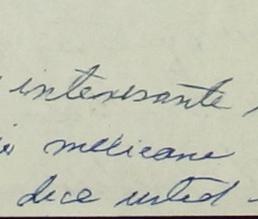 interesante
mexicana
dice usted -